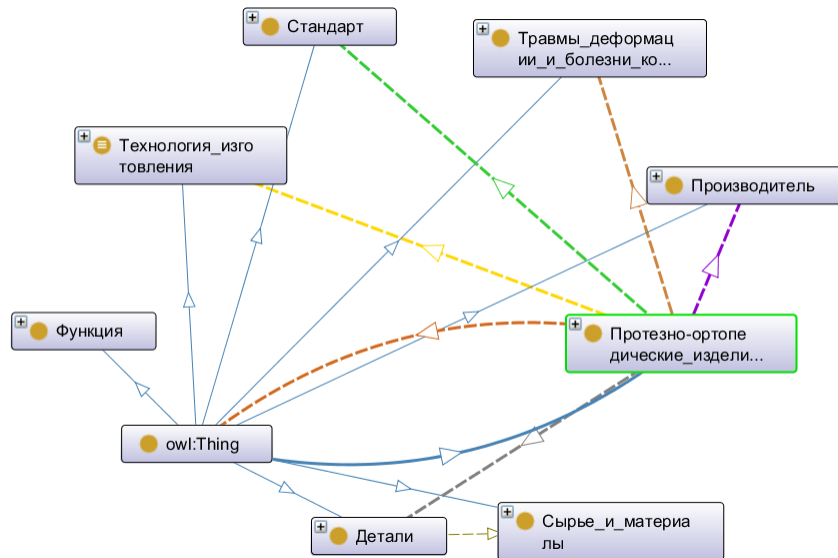 Стандарт
Травмы_деформац
ии_и_болезни_ко...
Технология_изго
товления
Производитель
Функция
Протезно-ортопе
дические_издели...
owl:Thing
Детали
Сырье_и_материа
лы